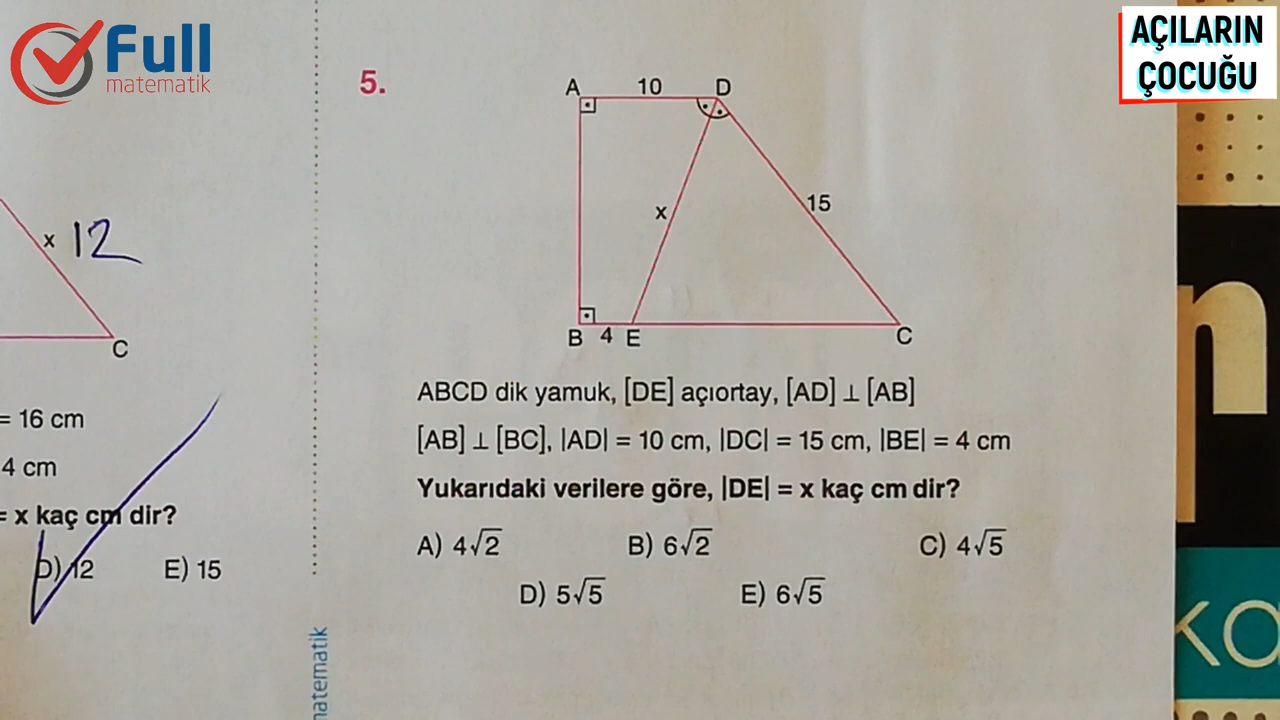 Full
matematik
AÇILARIN
ÇOCUĞU
5.
A 10 D
x 15
B 4 E C
ABCD dik yamuk, [DE] açıortay, [AD] ⊥ [AB]
[AB] ⊥ [BC], |AD| = 10 cm, |DC| = 15 cm, |BE| = 4 cm
Yukarıdaki verilere göre, |DE| = x kaç cm dir?
A) 4√2 B) 6√2 C) 4√5
D) 5√5 E) 6√5
x 12
C
= 16 cm
4 cm
= x kaç cm dir?
D) 12 E) 15
matematik
n
ka